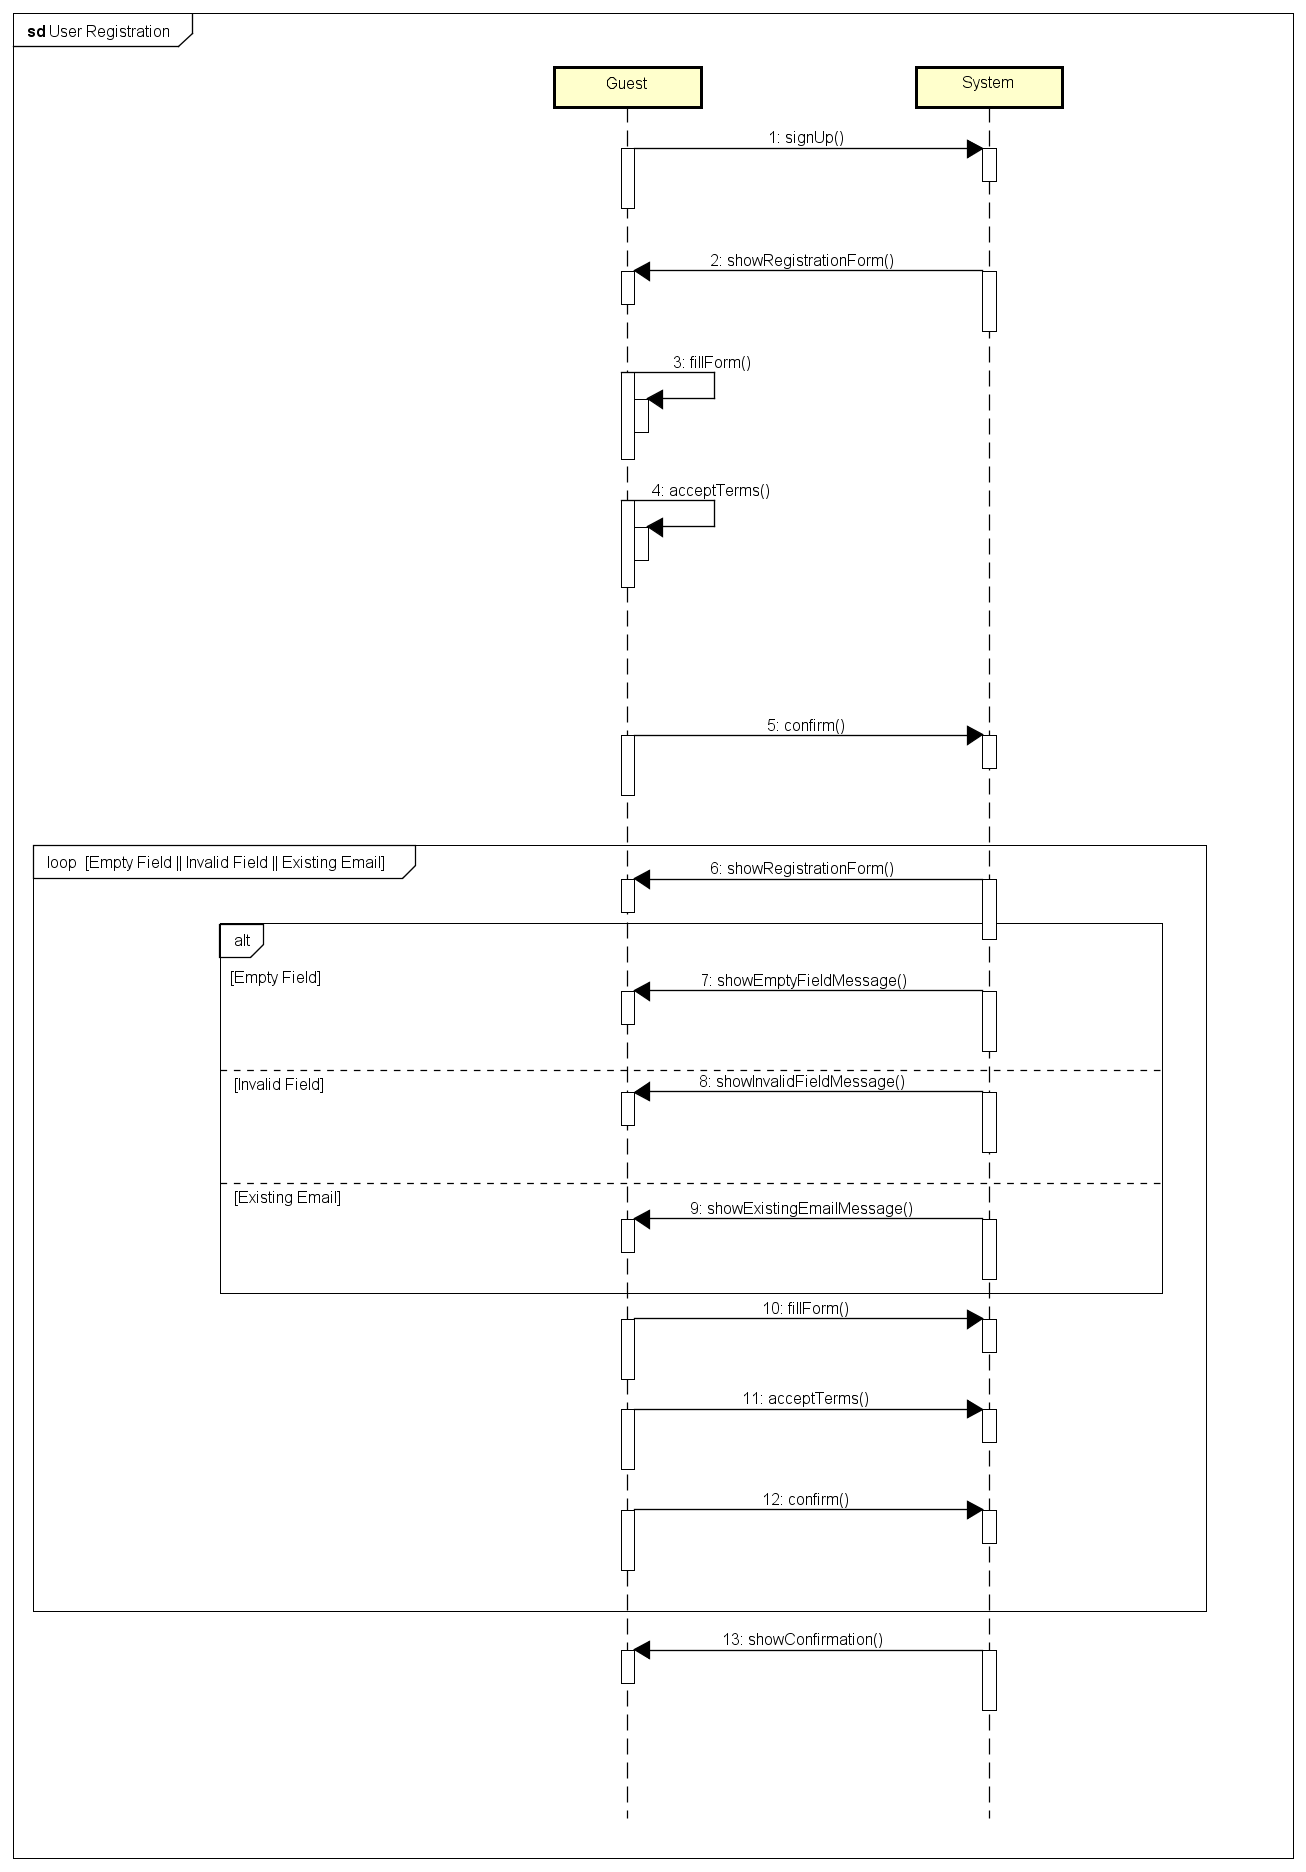 sd User Registration
Guest
System
1: signUp()
2: showRegistrationForm()
3: fillForm()
4: acceptTerms()
5: confirm()
loop [Empty Field || Invalid Field || Existing Email]
6: showRegistrationForm()
alt
[Empty Field]
7: showEmptyFieldMessage()
[Invalid Field]
8: showInvalidFieldMessage()
[Existing Email]
9: showExistingEmailMessage()
10: fillForm()
11: acceptTerms()
12: confirm()
13: showConfirmation()